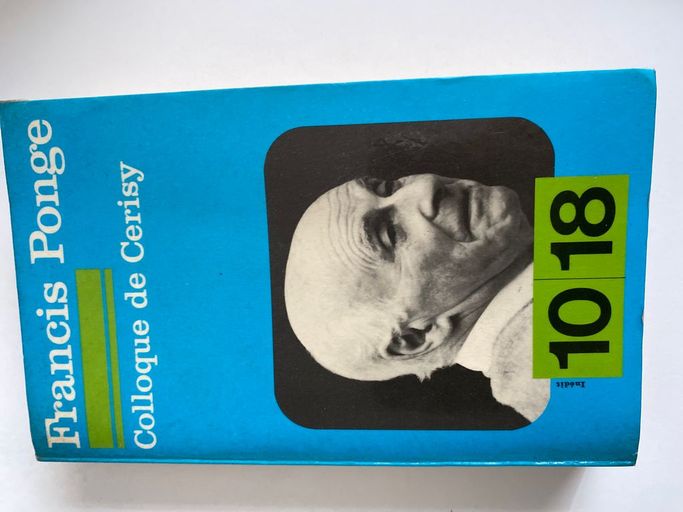 Francis Ponge
Colloque de Cerisy
10 18
Inédit